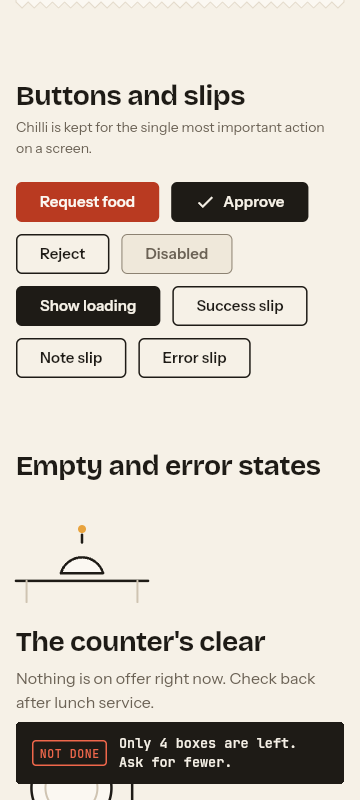 Buttons and slips
Chilli is kept for the single most important action
on a screen.
Request food
Approve
Reject
Disabled
Show loading
Success slip
Note slip
Error slip
Empty and error states
The counter's clear
Nothing is on offer right now. Check back
after lunch service.
NOT DONE
Only 4 boxes are left.
Ask for fewer.